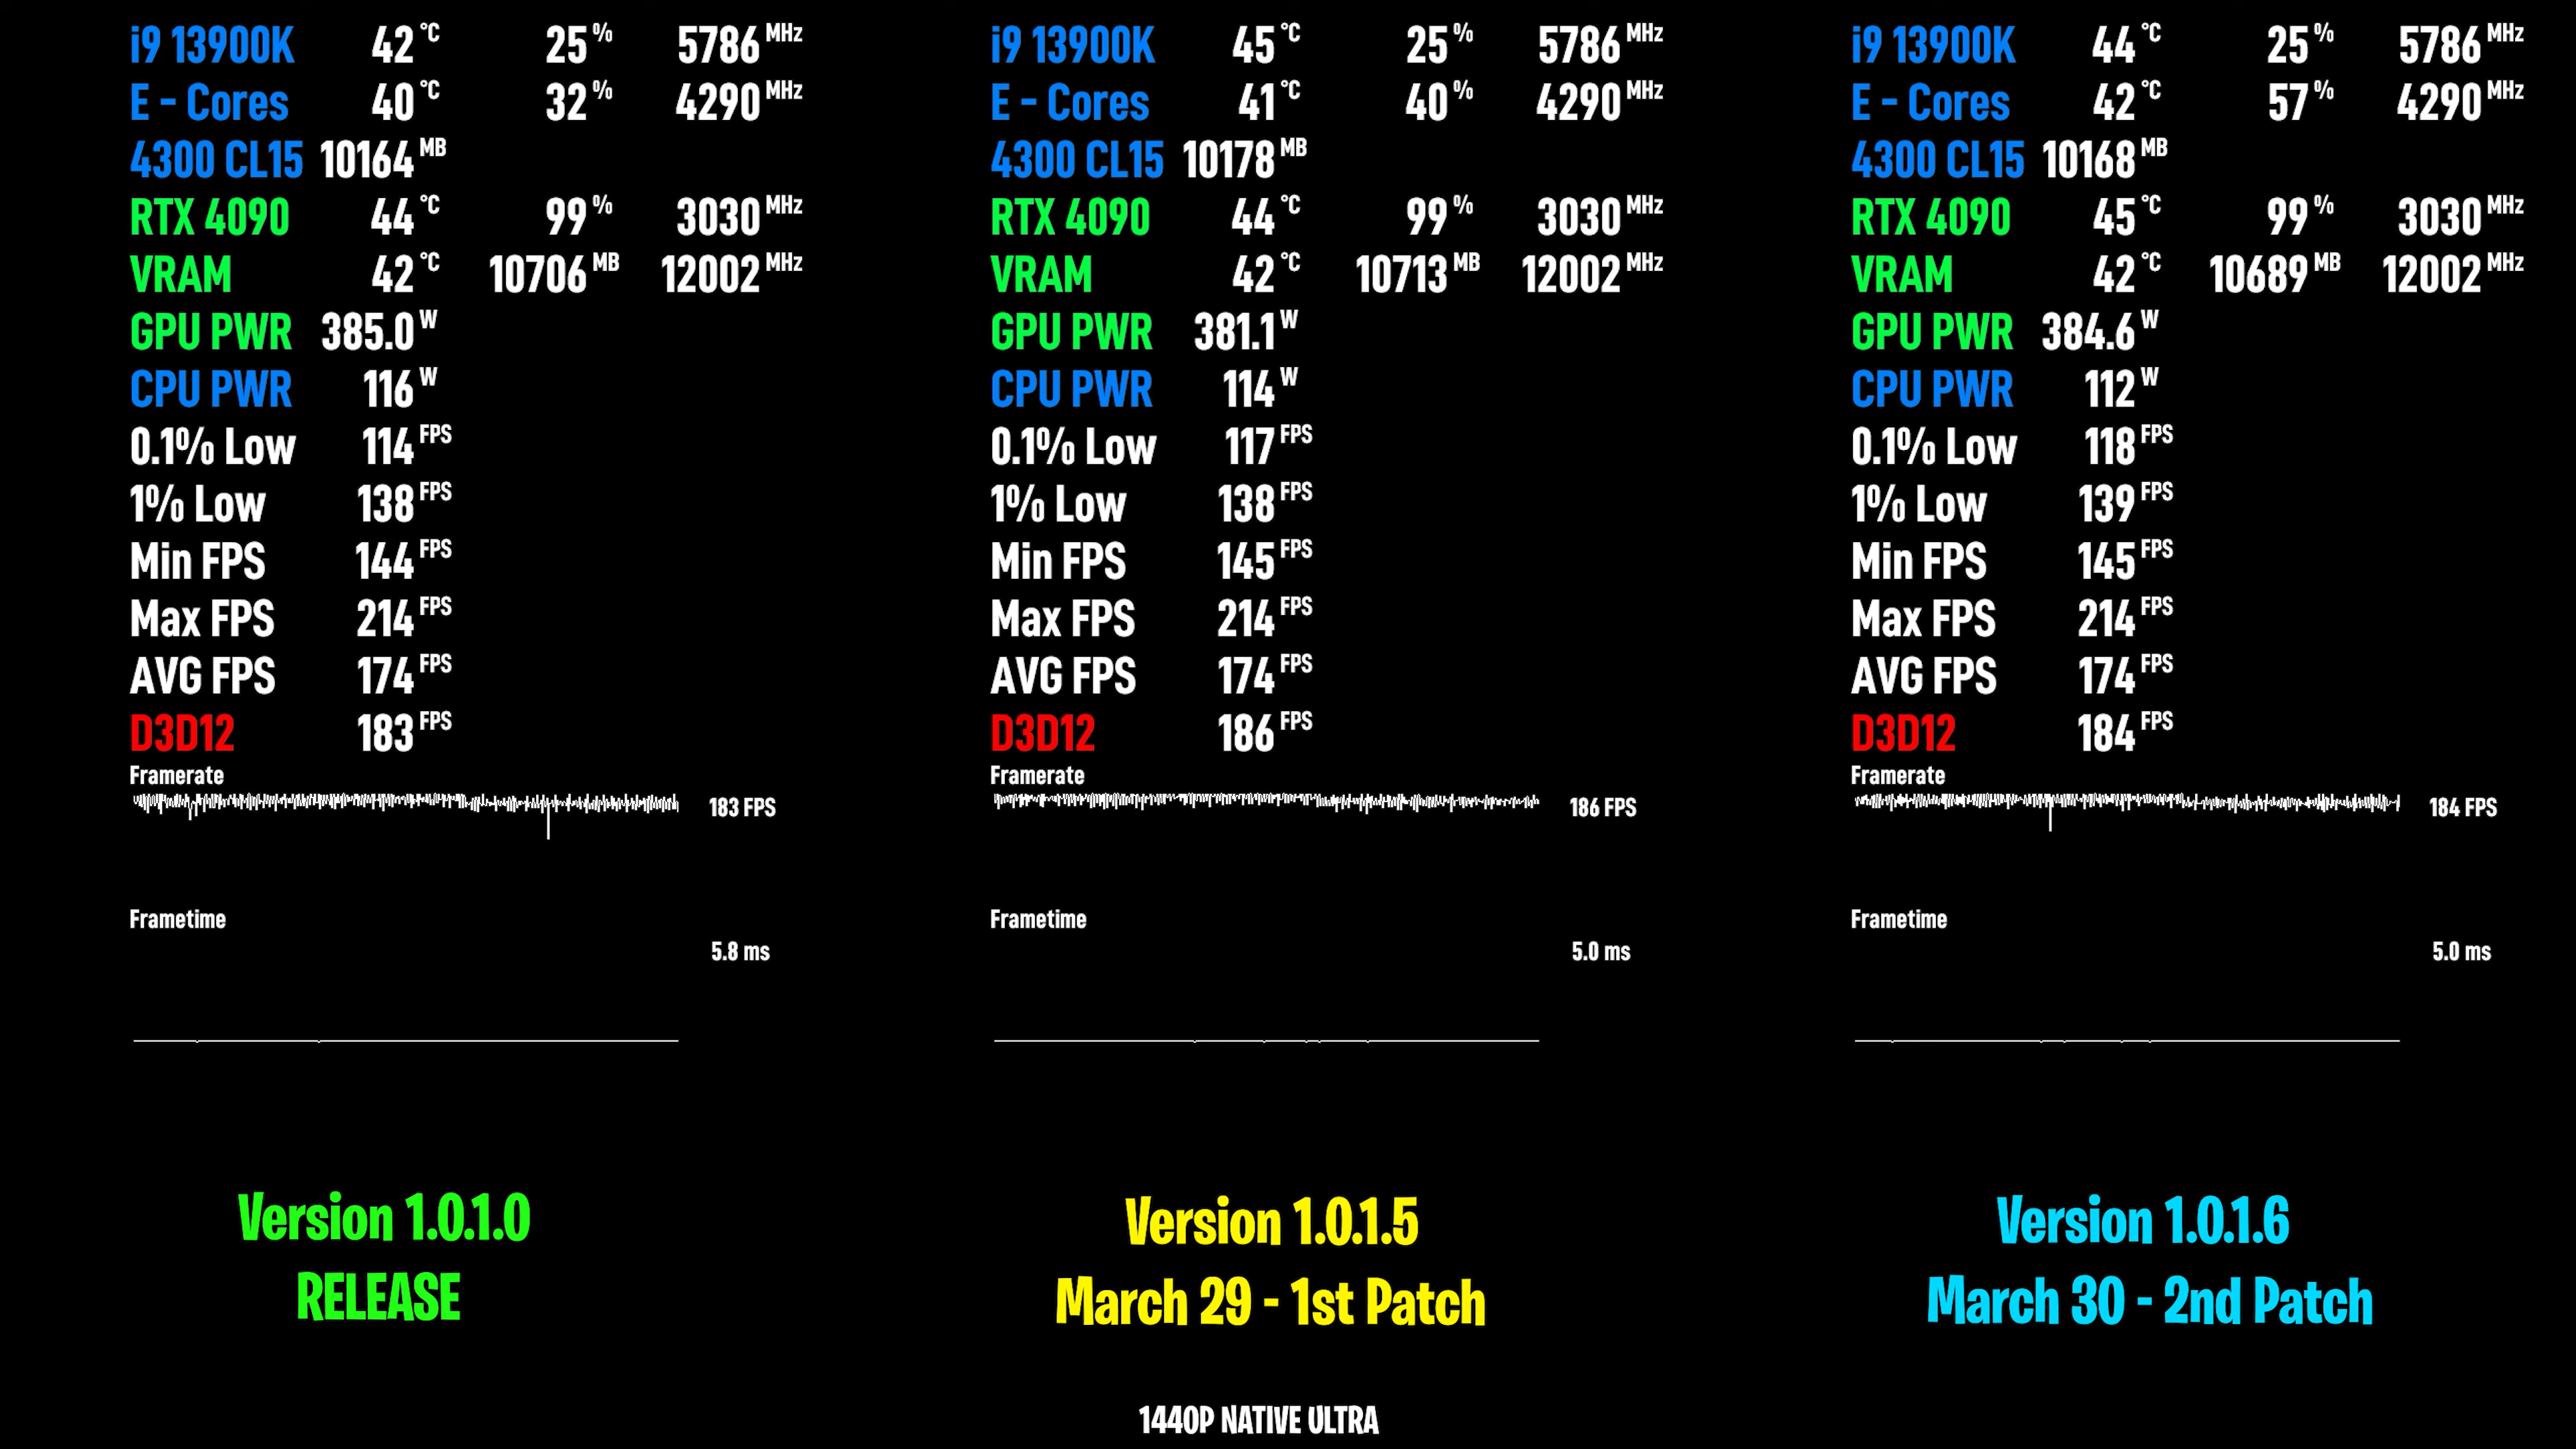 i9 13900K 42 °C 25 % 5786 MHz
E - Cores 40 °C 32 % 4290 MHz
4300 CL15 10164 MB
RTX 4090 44 °C 99 % 3030 MHz
VRAM 42 °C 10706 MB 12002 MHz
GPU PWR 385.0 W
CPU PWR 116 W
0.1% Low 114 FPS
1% Low 138 FPS
Min FPS 144 FPS
Max FPS 214 FPS
AVG FPS 174 FPS
D3D12 183 FPS
Framerate
183 FPS
Frametime
5.8 ms
Version 1.0.1.0
RELEASE
i9 13900K 45 °C 25 % 5786 MHz
E - Cores 41 °C 40 % 4290 MHz
4300 CL15 10178 MB
RTX 4090 44 °C 99 % 3030 MHz
VRAM 42 °C 10713 MB 12002 MHz
GPU PWR 381.1 W
CPU PWR 114 W
0.1% Low 117 FPS
1% Low 138 FPS
Min FPS 145 FPS
Max FPS 214 FPS
AVG FPS 174 FPS
D3D12 186 FPS
Framerate
186 FPS
Frametime
5.0 ms
Version 1.0.1.5
March 29 - 1st Patch
i9 13900K 44 °C 25 % 5786 MHz
E - Cores 42 °C 57 % 4290 MHz
4300 CL15 10168 MB
RTX 4090 45 °C 99 % 3030 MHz
VRAM 42 °C 10689 MB 12002 MHz
GPU PWR 384.6 W
CPU PWR 112 W
0.1% Low 118 FPS
1% Low 139 FPS
Min FPS 145 FPS
Max FPS 214 FPS
AVG FPS 174 FPS
D3D12 184 FPS
Framerate
184 FPS
Frametime
5.0 ms
Version 1.0.1.6
March 30 - 2nd Patch
1440P NATIVE ULTRA